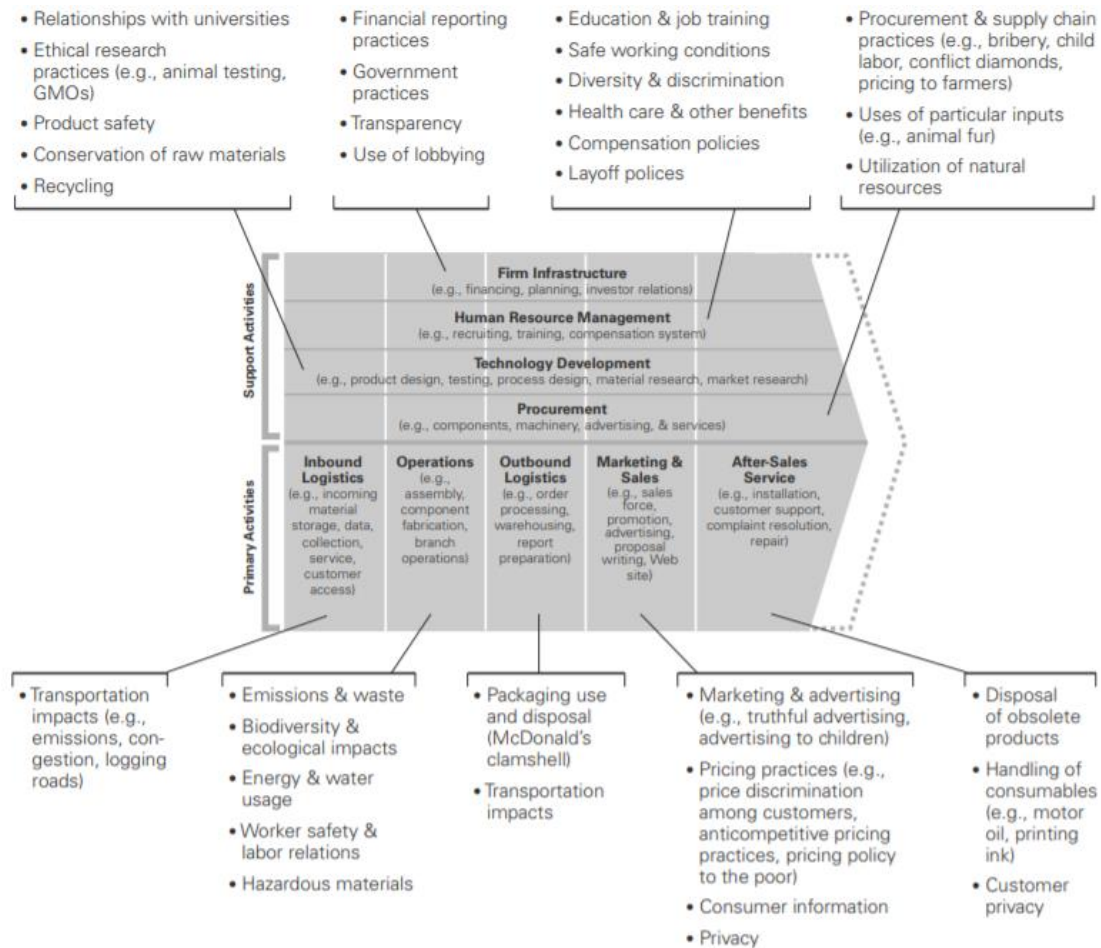 • Relationships with universities
• Ethical research
practices (e.g., animal testing,
GMOs)
• Product safety
• Conservation of raw materials
• Recycling
• Financial reporting
practices
• Government
practices
• Transparency
• Use of lobbying
• Education & job training
• Safe working conditions
• Diversity & discrimination
• Health care & other benefits
• Compensation policies
• Layoff polices
• Procurement & supply chain
practices (e.g., bribery, child
labor, conflict diamonds,
pricing to farmers)
• Uses of particular inputs
(e.g., animal fur)
• Utilization of natural
resources
Support Activities
Firm Infrastructure
(e.g., financing, planning, investor relations)
Human Resource Management
(e.g., recruiting, training, compensation system)
Technology Development
(e.g., product design, testing, process design, material research, market research)
Procurement
(e.g., components, machinery, advertising, & services)
Primary Activities
Inbound
Logistics
(e.g., incoming
material
storage, data,
collection,
service,
customer
access)
Operations
(e.g.,
assembly,
component
fabrication,
branch
operations)
Outbound
Logistics
(e.g., order
processing,
warehousing,
report
preparation)
Marketing &
Sales
(e.g., sales
force,
promotion,
advertising,
proposal
writing, Web
site)
After-Sales
Service
(e.g., installation,
customer support,
complaint resolution,
repair)
• Transportation
impacts (e.g.,
emissions, con-
gestion, logging
roads)
• Emissions & waste
• Biodiversity &
ecological impacts
• Energy & water
usage
• Worker safety &
labor relations
• Hazardous materials
• Packaging use
and disposal
(McDonald's
clamshell)
• Transportation
impacts
• Marketing & advertising
(e.g., truthful advertising,
advertising to children)
• Pricing practices (e.g.,
price discrimination
among customers,
anticompetitive pricing
practices, pricing policy
to the poor)
• Consumer information
• Privacy
• Disposal
of obsolete
products
• Handling of
consumables
(e.g., motor
oil, printing
ink)
• Customer
privacy